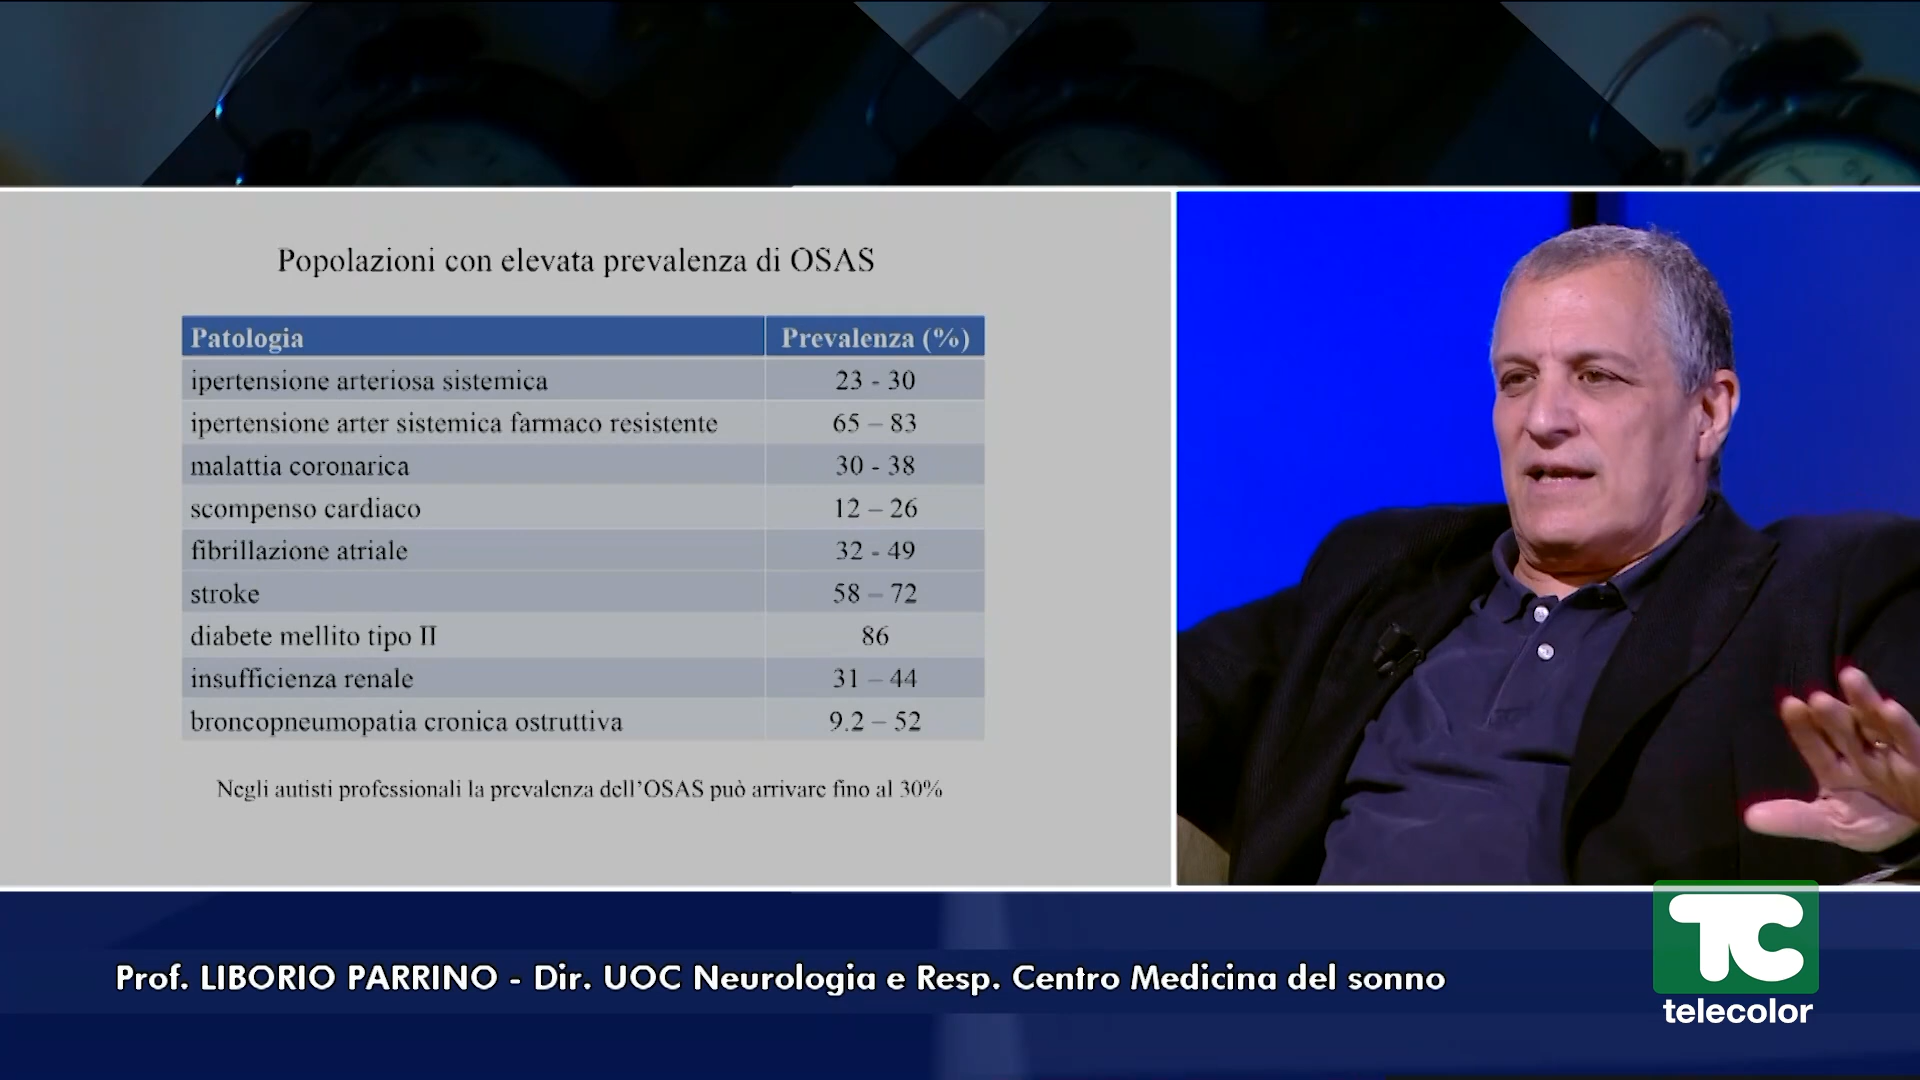 Popolazioni con elevata prevalenza di OSAS
Patologia Prevalenza (%)
ipertensione arteriosa sistemica 23 - 30
ipertensione arter sistemica farmaco resistente 65 – 83
malattia coronarica 30 - 38
scompenso cardiaco 12 – 26
fibrillazione atriale 32 - 49
stroke 58 – 72
diabete mellito tipo II 86
insufficienza renale 31 – 44
broncopneumopatia cronica ostruttiva 9.2 – 52
Negli autisti professionali la prevalenza dell'OSAS può arrivare fino al 30%
Prof. LIBORIO PARRINO - Dir. UOC Neurologia e Resp. Centro Medicina del sonno
TC
telecolor